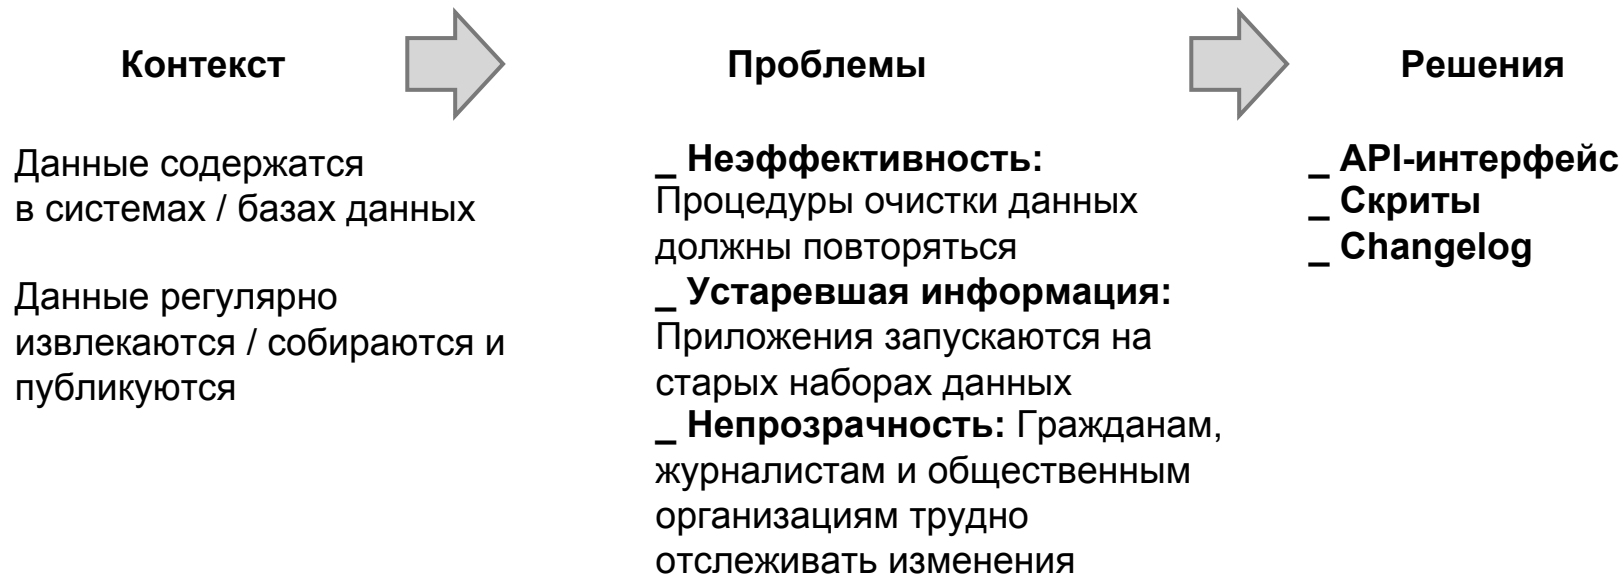 Контекст
Проблемы
Решения
Данные содержатся
в системах / базах данных
Данные регулярно
извлекаются / собираются и
публикуются
_ Неэффективность:
Процедуры очистки данных
должны повторяться
_ Устаревшая информация:
Приложения запускаются на
старых наборах данных
_ Непрозрачность: Гражданам,
журналистам и общественным
организациям трудно
отслеживать изменения
_ API-интерфейс
_ Скриты
_ Changelog